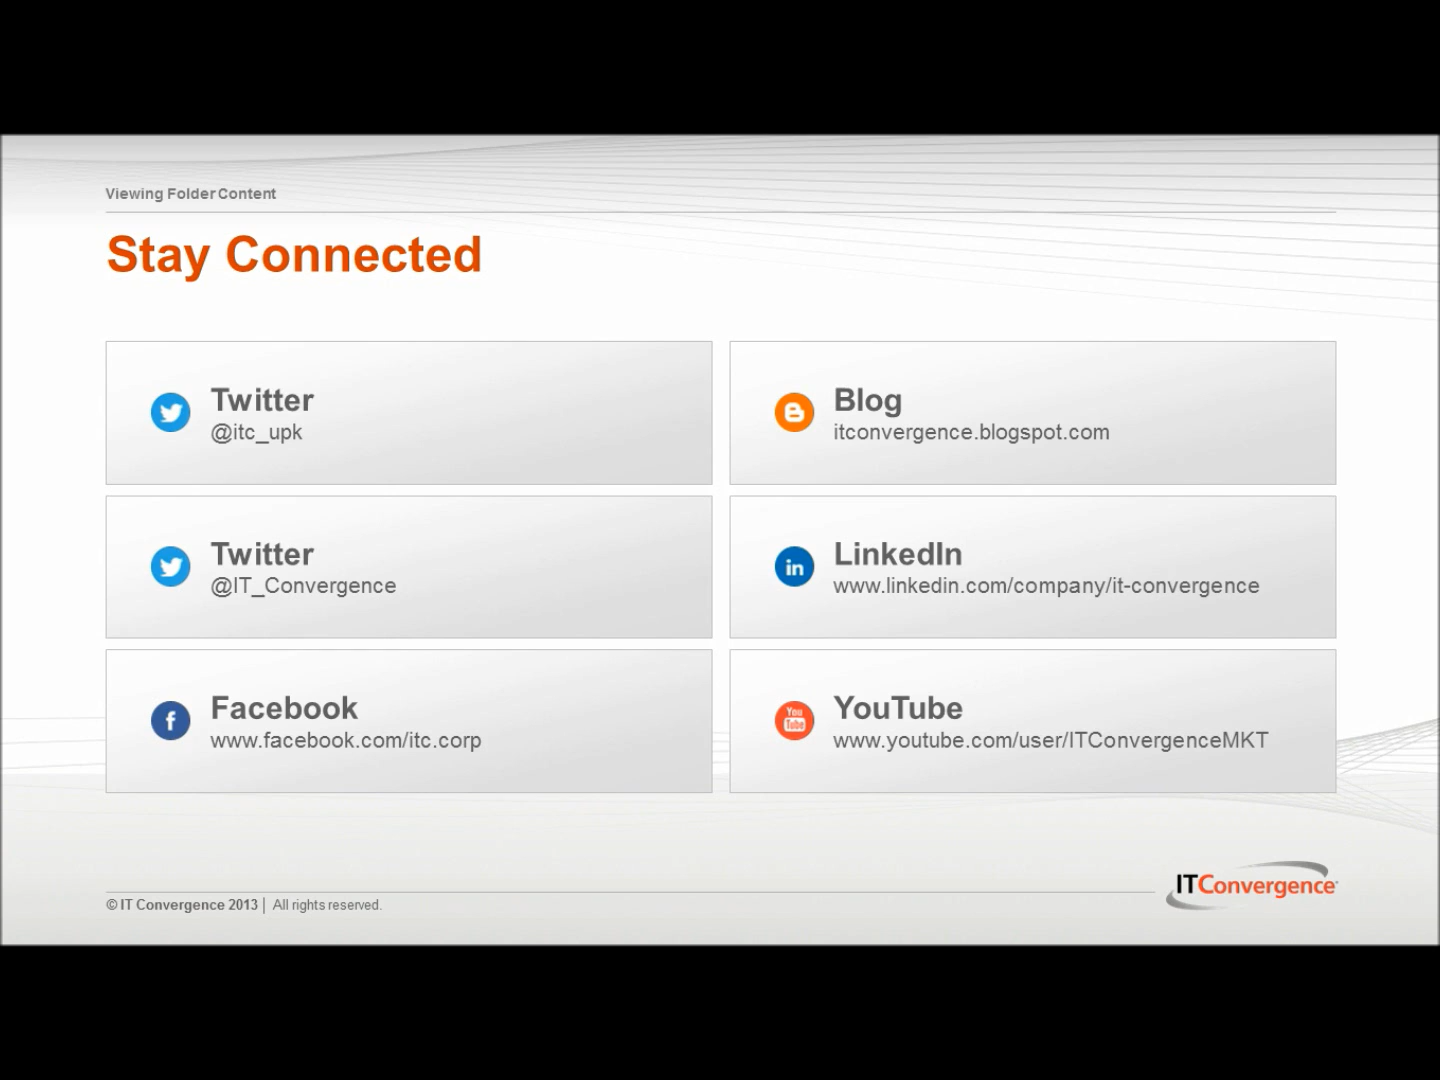 Viewing Folder Content
Stay Connected
Twitter
@itc_upk
Blog
itconvergence.blogspot.com
Twitter
@IT_Convergence
LinkedIn
www.linkedin.com/company/it-convergence
Facebook
www.facebook.com/itc.corp
You
Tube
YouTube
www.youtube.com/user/ITConvergenceMKT
© IT Convergence 2013 | All rights reserved.
ITConvergence